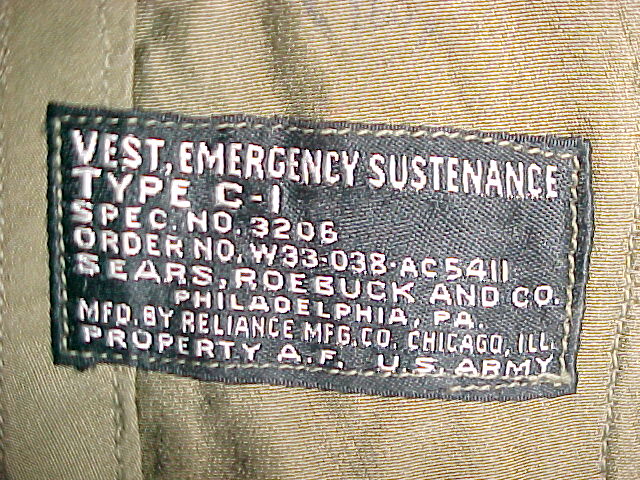 VEST, EMERGENCY SUSTENANCE
TYPE C-1
SPEC. NO. 3206
ORDER NO. W33-038-AC5411
SEARS, ROEBUCK AND CO.
PHILADELPHIA, PA.
MFD. BY RELIANCE MFG. CO. CHICAGO, ILL.
PROPERTY A.F. U.S. ARMY